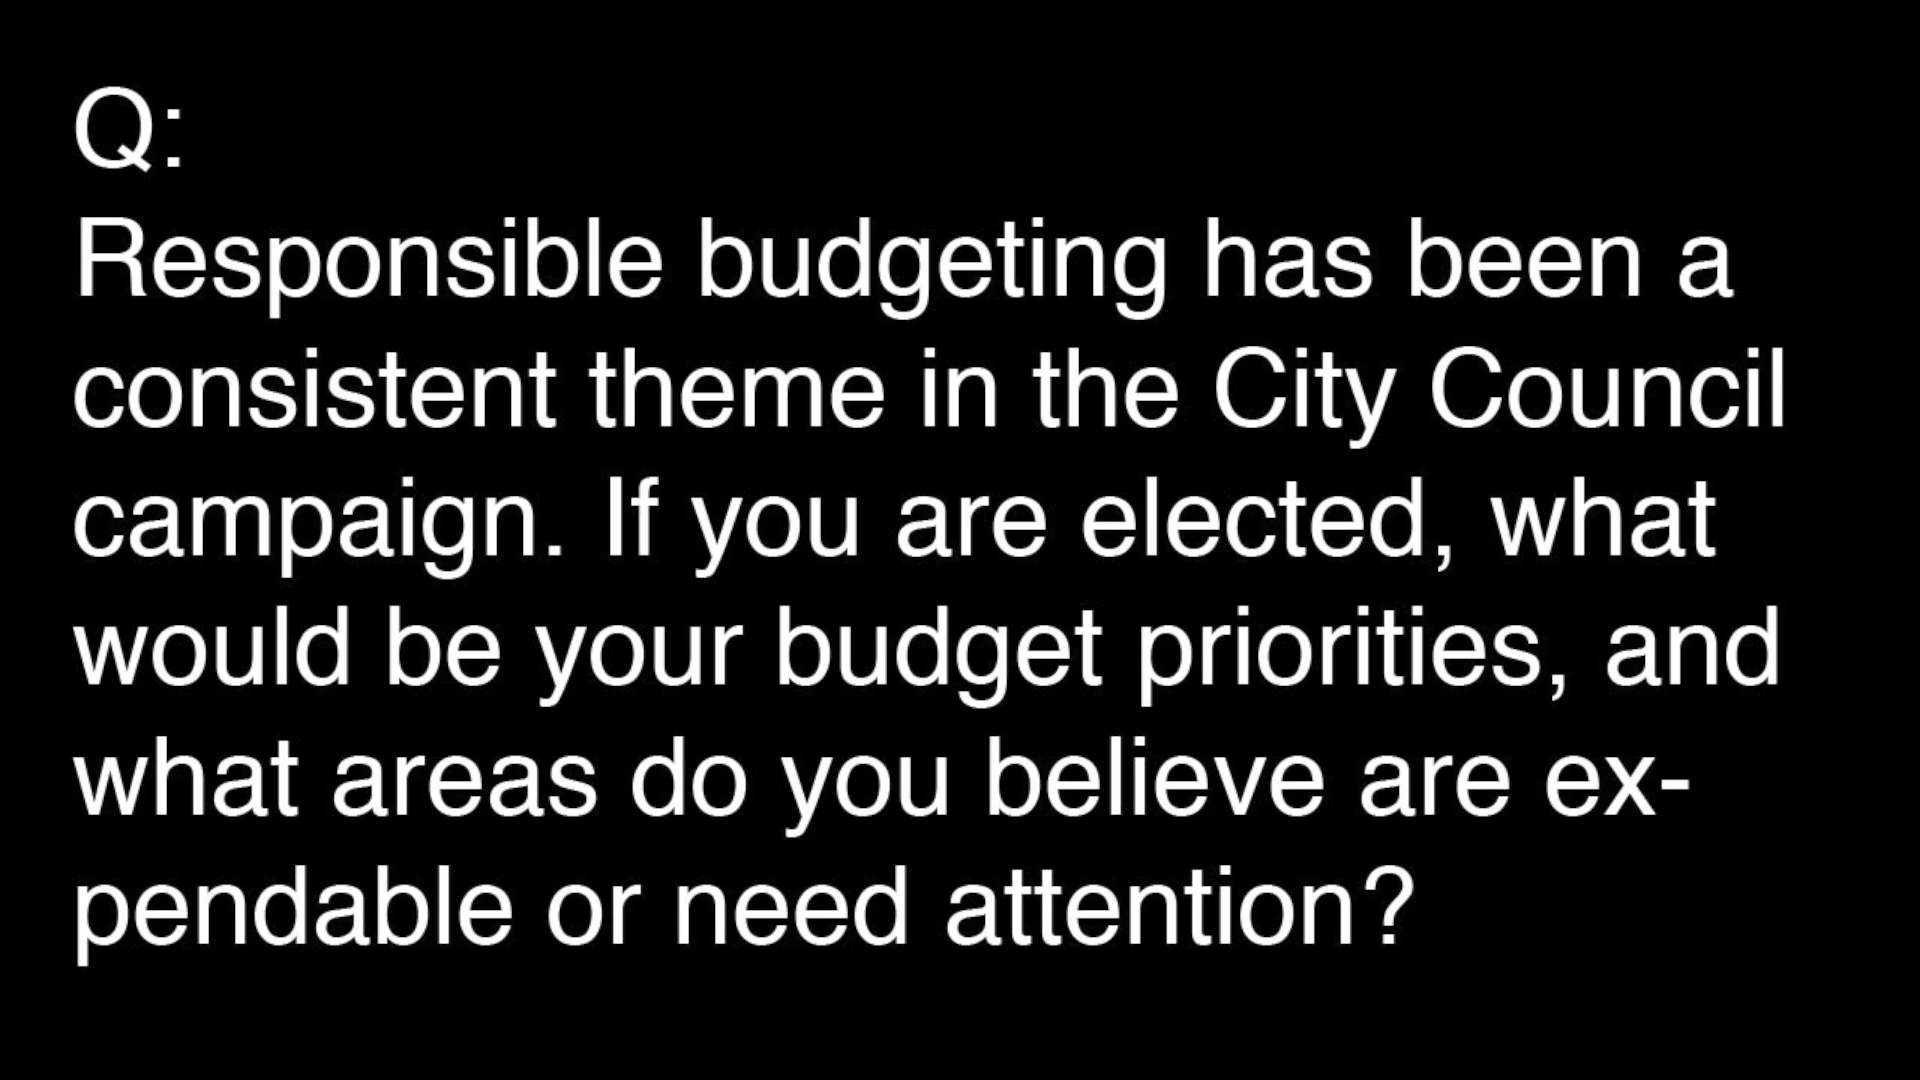 Q:
Responsible budgeting has been a
consistent theme in the City Council
campaign. If you are elected, what
would be your budget priorities, and
what areas do you believe are ex-
pendable or need attention?